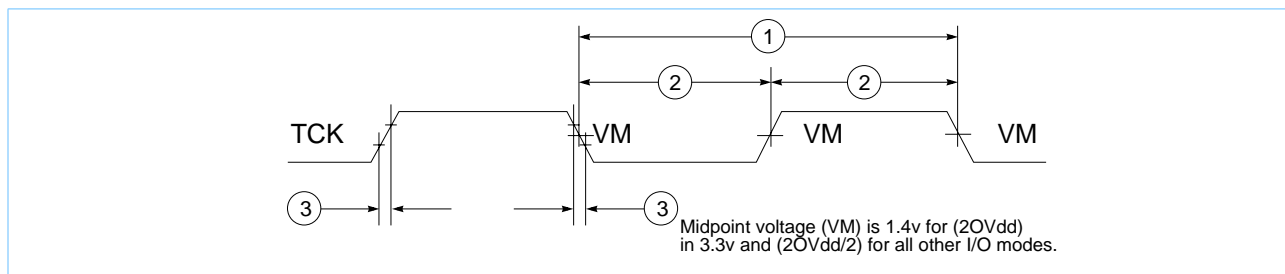 1
2 2
TCK VM VM VM
3 3
Midpoint voltage (VM) is 1.4v for (2OVdd)
in 3.3v and (2OVdd/2) for all other I/O modes.